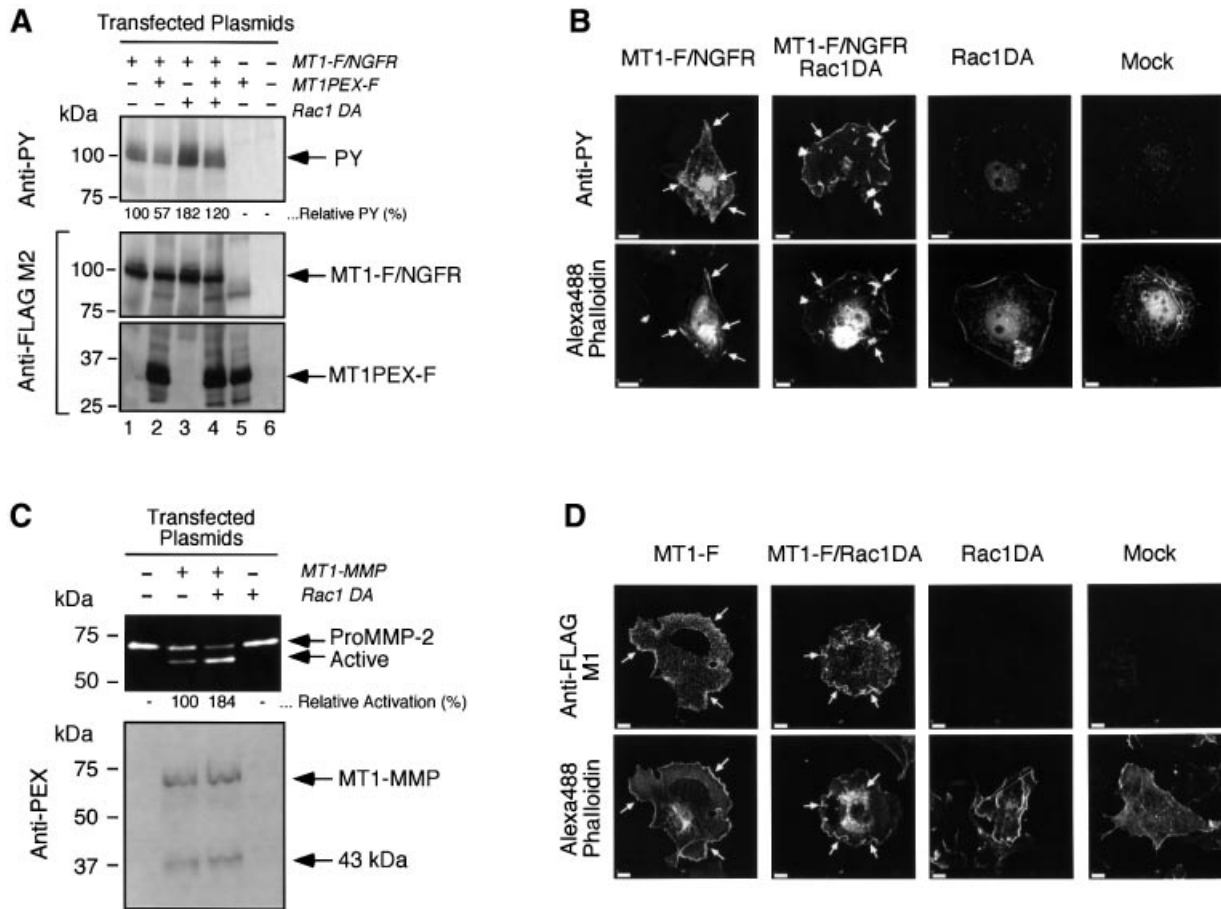 A
Transfected Plasmids
+ + + + - - MT1-F/NGFR
- + - + + - MT1PEX-F
- - + + - - Rac1 DA
kDa
Anti-PY
100 -
75 -
PY
100 57 182 120 - - ...Relative PY (%)
Anti-FLAG M2
100 -
75 -
MT1-F/NGFR
37 -
25 -
MT1PEX-F
1 2 3 4 5 6
B
MT1-F/NGFR
MT1-F/NGFR
Rac1DA
Rac1DA
Mock
Anti-PY
Alexa488
Phalloidin
C
Transfected
Plasmids
- + + - MT1-MMP
- - + + Rac1 DA
kDa
75 -
50 -
ProMMP-2
Active
- 100 184 - ... Relative Activation (%)
kDa
Anti-PEX
75 -
50 -
37 -
MT1-MMP
43 kDa
D
MT1-F
MT1-F/Rac1DA
Rac1DA
Mock
Anti-FLAG
M1
Alexa488
Phalloidin